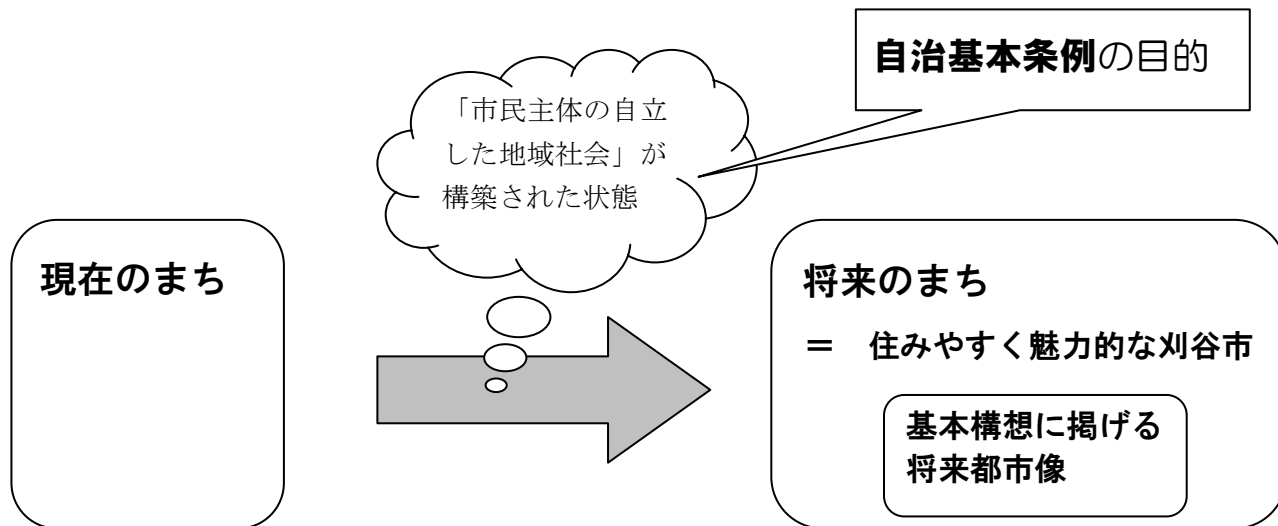 自治基本条例の目的
「市民主体の自立
した地域社会」が
構築された状態
現在のまち
将来のまち
＝　住みやすく魅力的な刈谷市
基本構想に掲げる
将来都市像